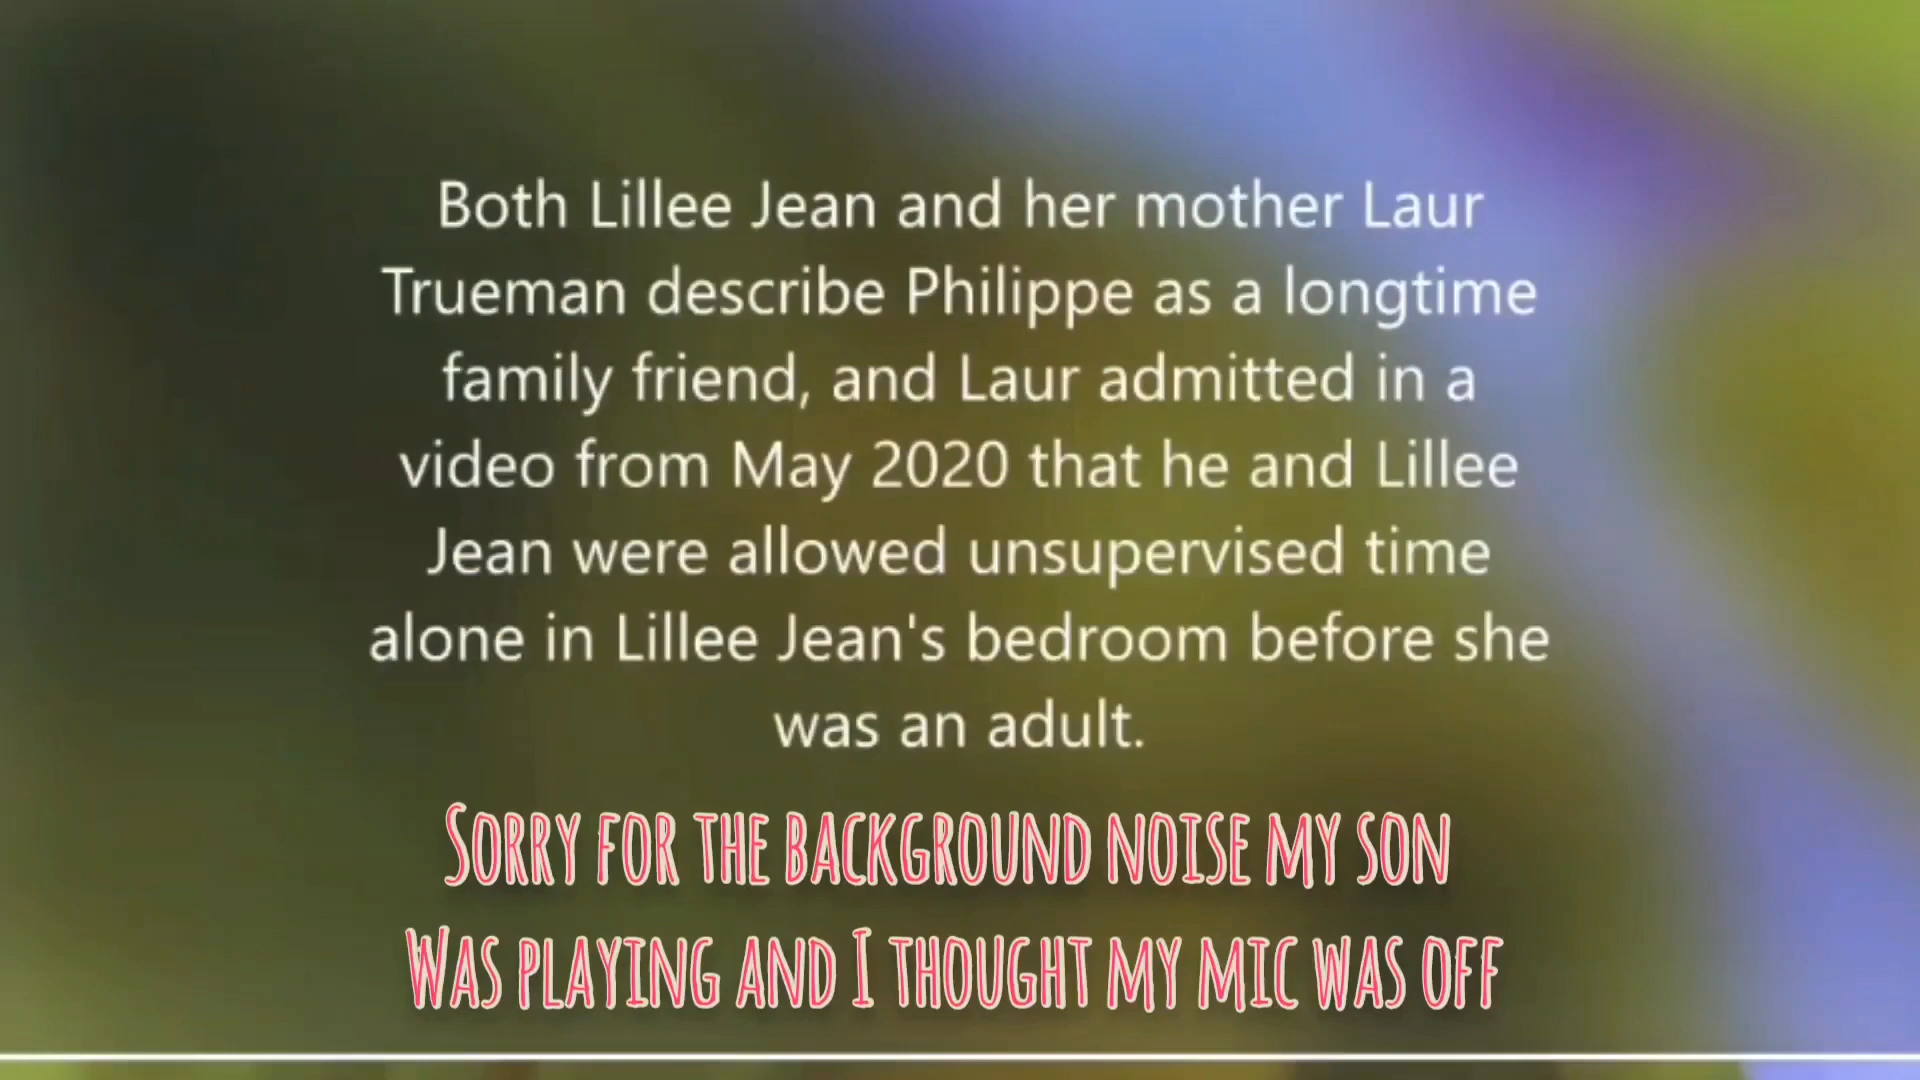 Both Lillee Jean and her mother Laur
Trueman describe Philippe as a longtime
family friend, and Laur admitted in a
video from May 2020 that he and Lillee
Jean were allowed unsupervised time
alone in Lillee Jean's bedroom before she
was an adult.
Sorry for the background noise my son
Was playing and I thought my mic was off